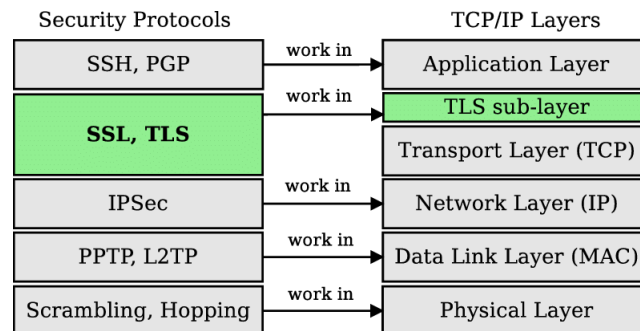 Security Protocols
TCP/IP Layers
SSH, PGP
work in
Application Layer
SSL, TLS
work in
TLS sub-layer
Transport Layer (TCP)
IPSec
work in
Network Layer (IP)
PPTP, L2TP
work in
Data Link Layer (MAC)
Scrambling, Hopping
work in
Physical Layer